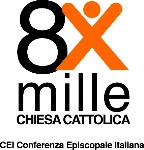 8X
mille
CHIESA CATTOLICA
CEI Conferenza Episcopale Italiana